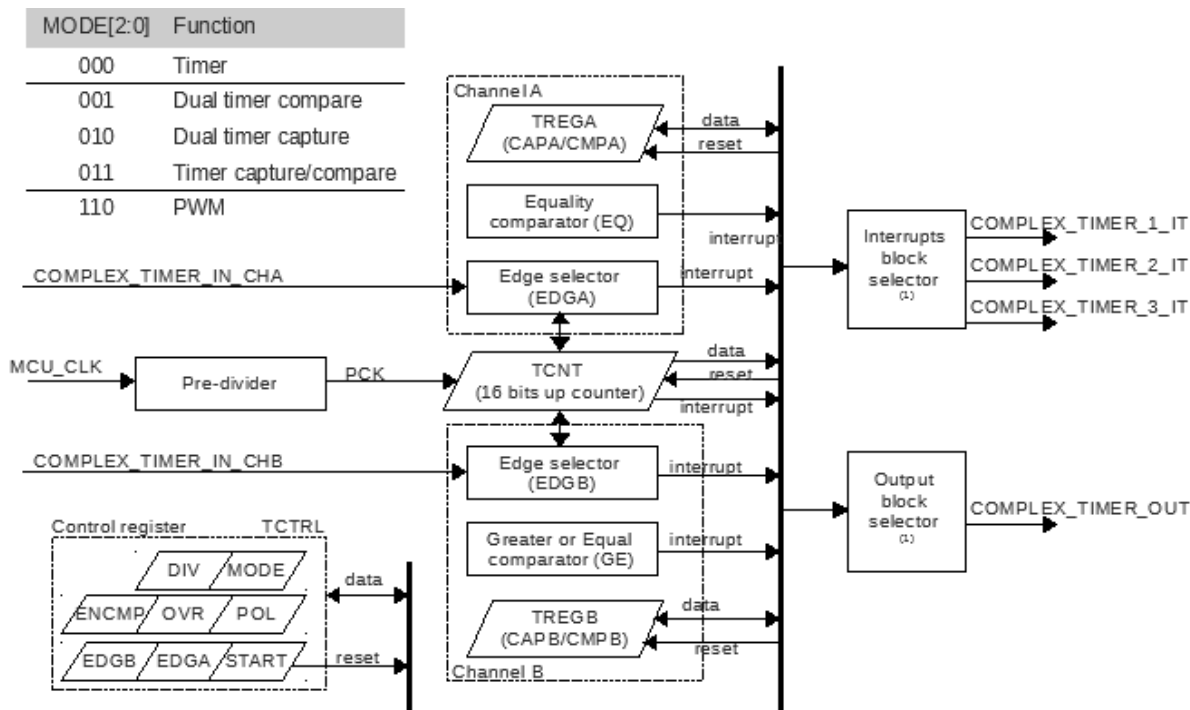 MODE[2:0] Function
000 Timer
001 Dual timer compare
010 Dual timer capture
011 Timer capture/compare
110 PWM
Channel A
TREGA
(CAPA/CMPA)
data
reset
Equality
comparator (EQ)
interrupt
COMPLEX_TIMER_IN_CHA
Edge selector
(EDGA)
interrupt
Interrupts
block
selector
(1)
COMPLEX_TIMER_1_IT
COMPLEX_TIMER_2_IT
COMPLEX_TIMER_3_IT
MCU_CLK
Pre-divider
PCK
TCNT
(16 bits up counter)
data
reset
interrupt
COMPLEX_TIMER_IN_CHB
Edge selector
(EDGB)
interrupt
Greater or Equal
comparator (GE)
interrupt
TREGB
(CAPB/CMPB)
data
reset
Channel B
Output
block
selector
(1)
COMPLEX_TIMER_OUT
Control register TCTRL
DIV MODE
ENCMP OVR POL
EDGB EDGA START
data
reset